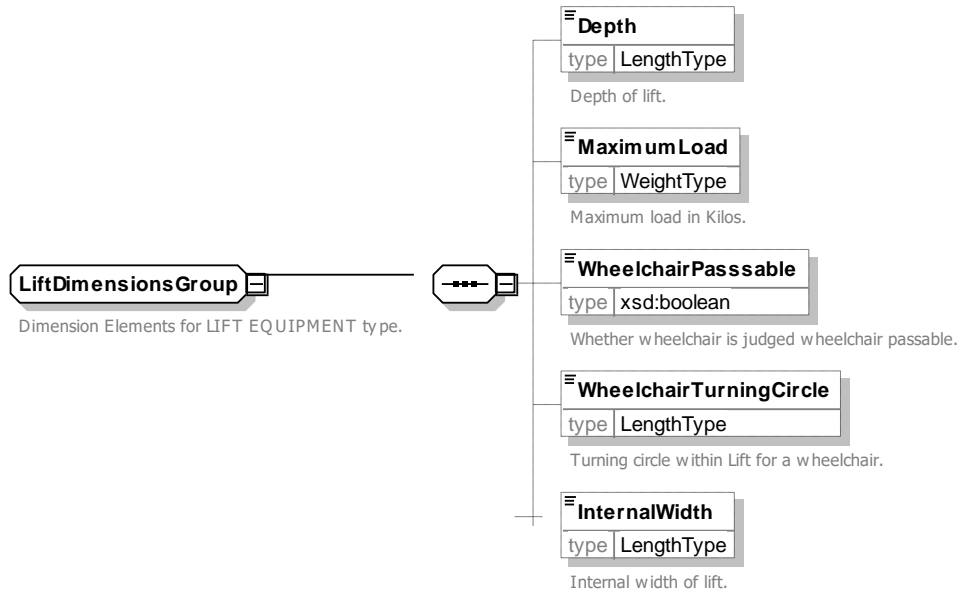 Depth
type LengthType
Depth of lift.
MaximumLoad
type WeightType
Maximum load in Kilos.
LiftDimensionsGroup
Dimension Elements for LIFT EQUIPMENT type.
WheelchairPasssable
type xsd:boolean
Whether wheelchair is judged wheelchair passable.
WheelchairTurningCircle
type LengthType
Turning circle within Lift for a wheelchair.
InternalWidth
type LengthType
Internal width of lift.